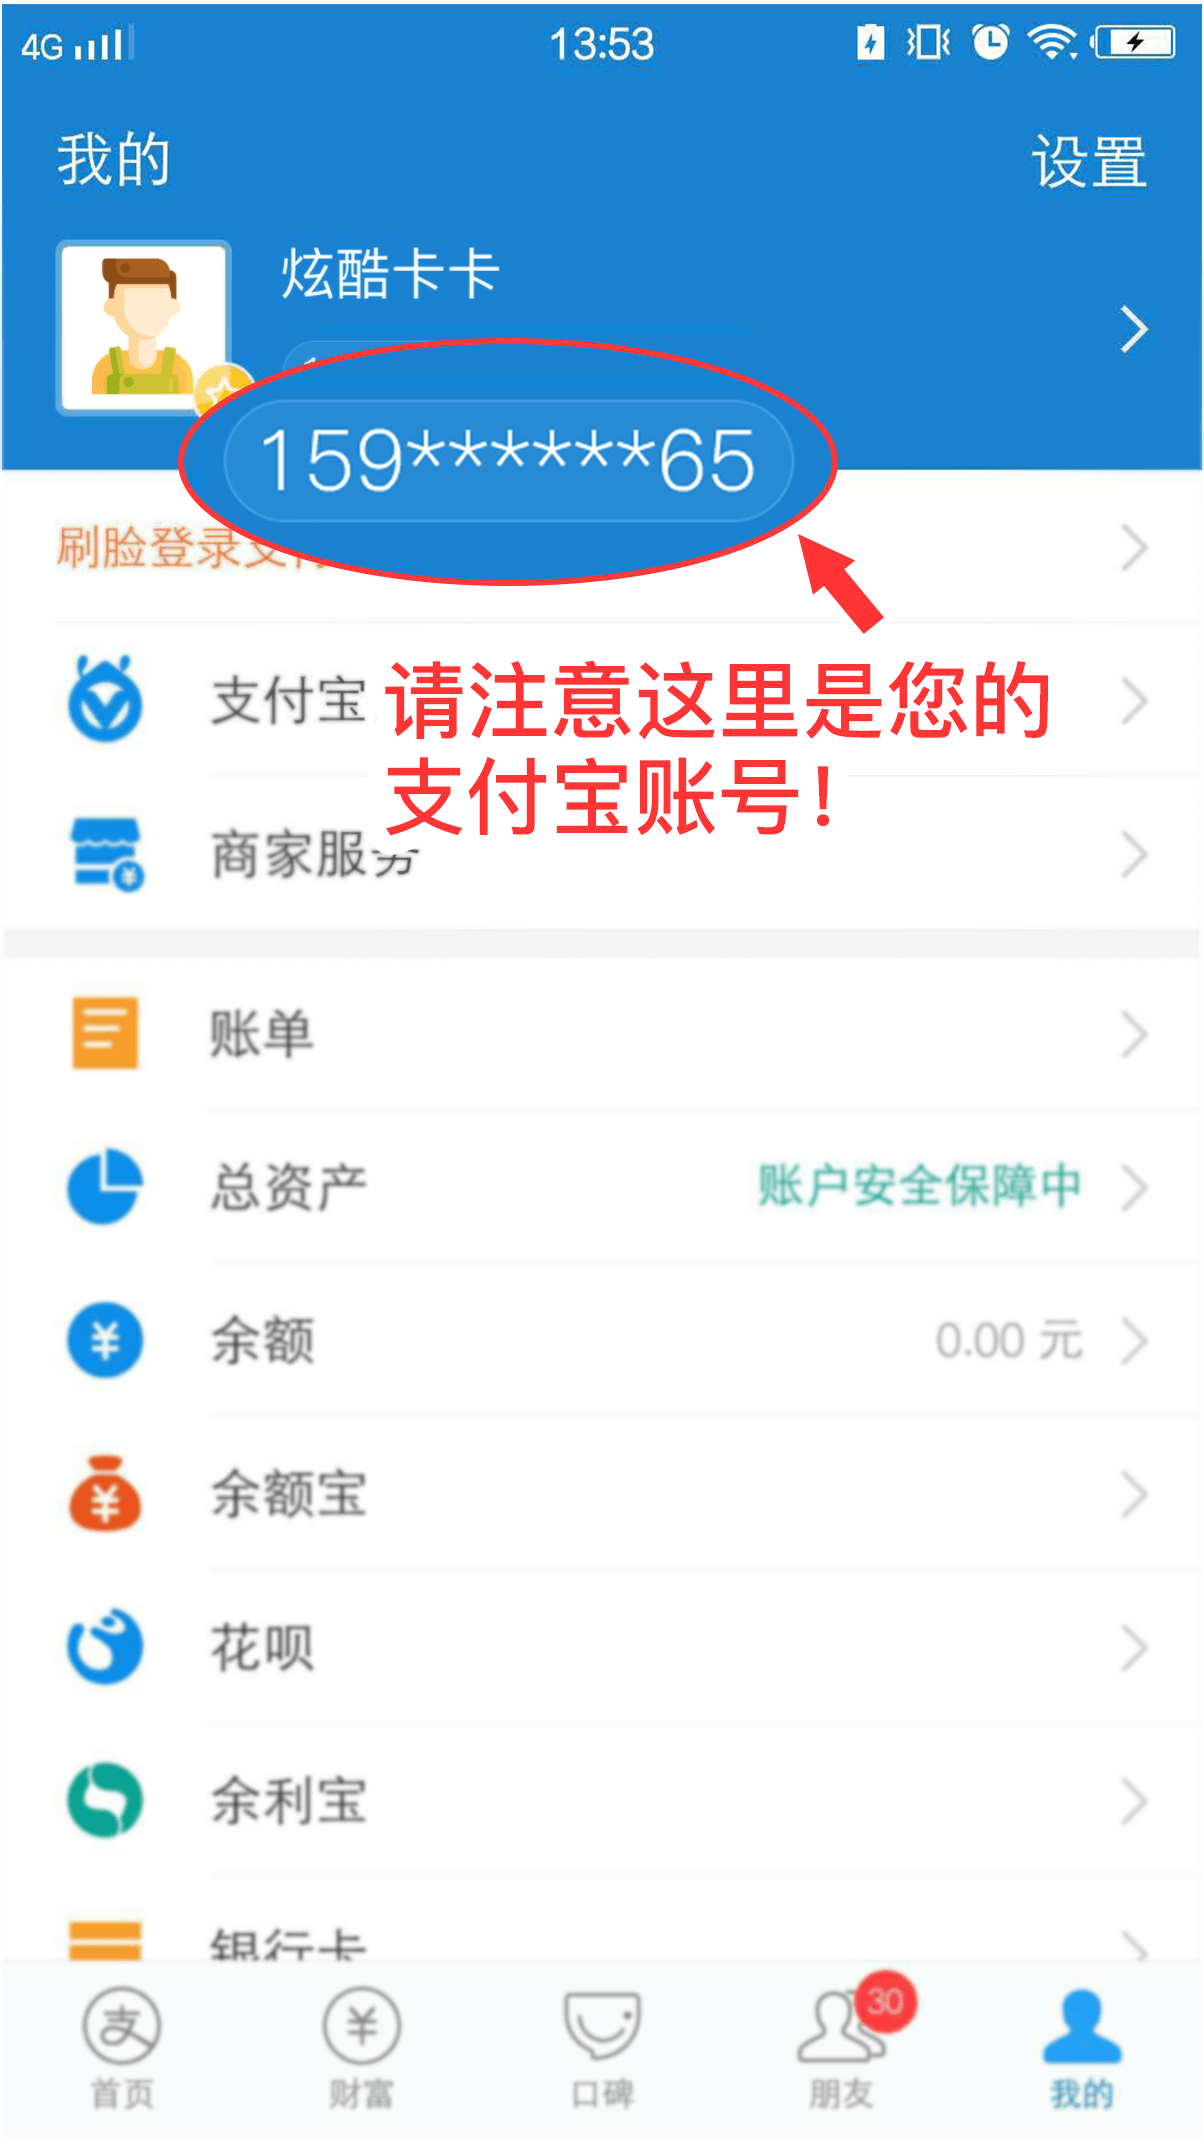 4G 13:53
我的 设置
炫酷卡卡
159******65
刷脸登录支付
支付宝
请注意这里是您的
支付宝账号!
商家服务
账单
总资产 账户安全保障中
余额 0.00 元
余额宝
花呗
余利宝
银行卡
30
首页 财富 口碑 朋友 我的